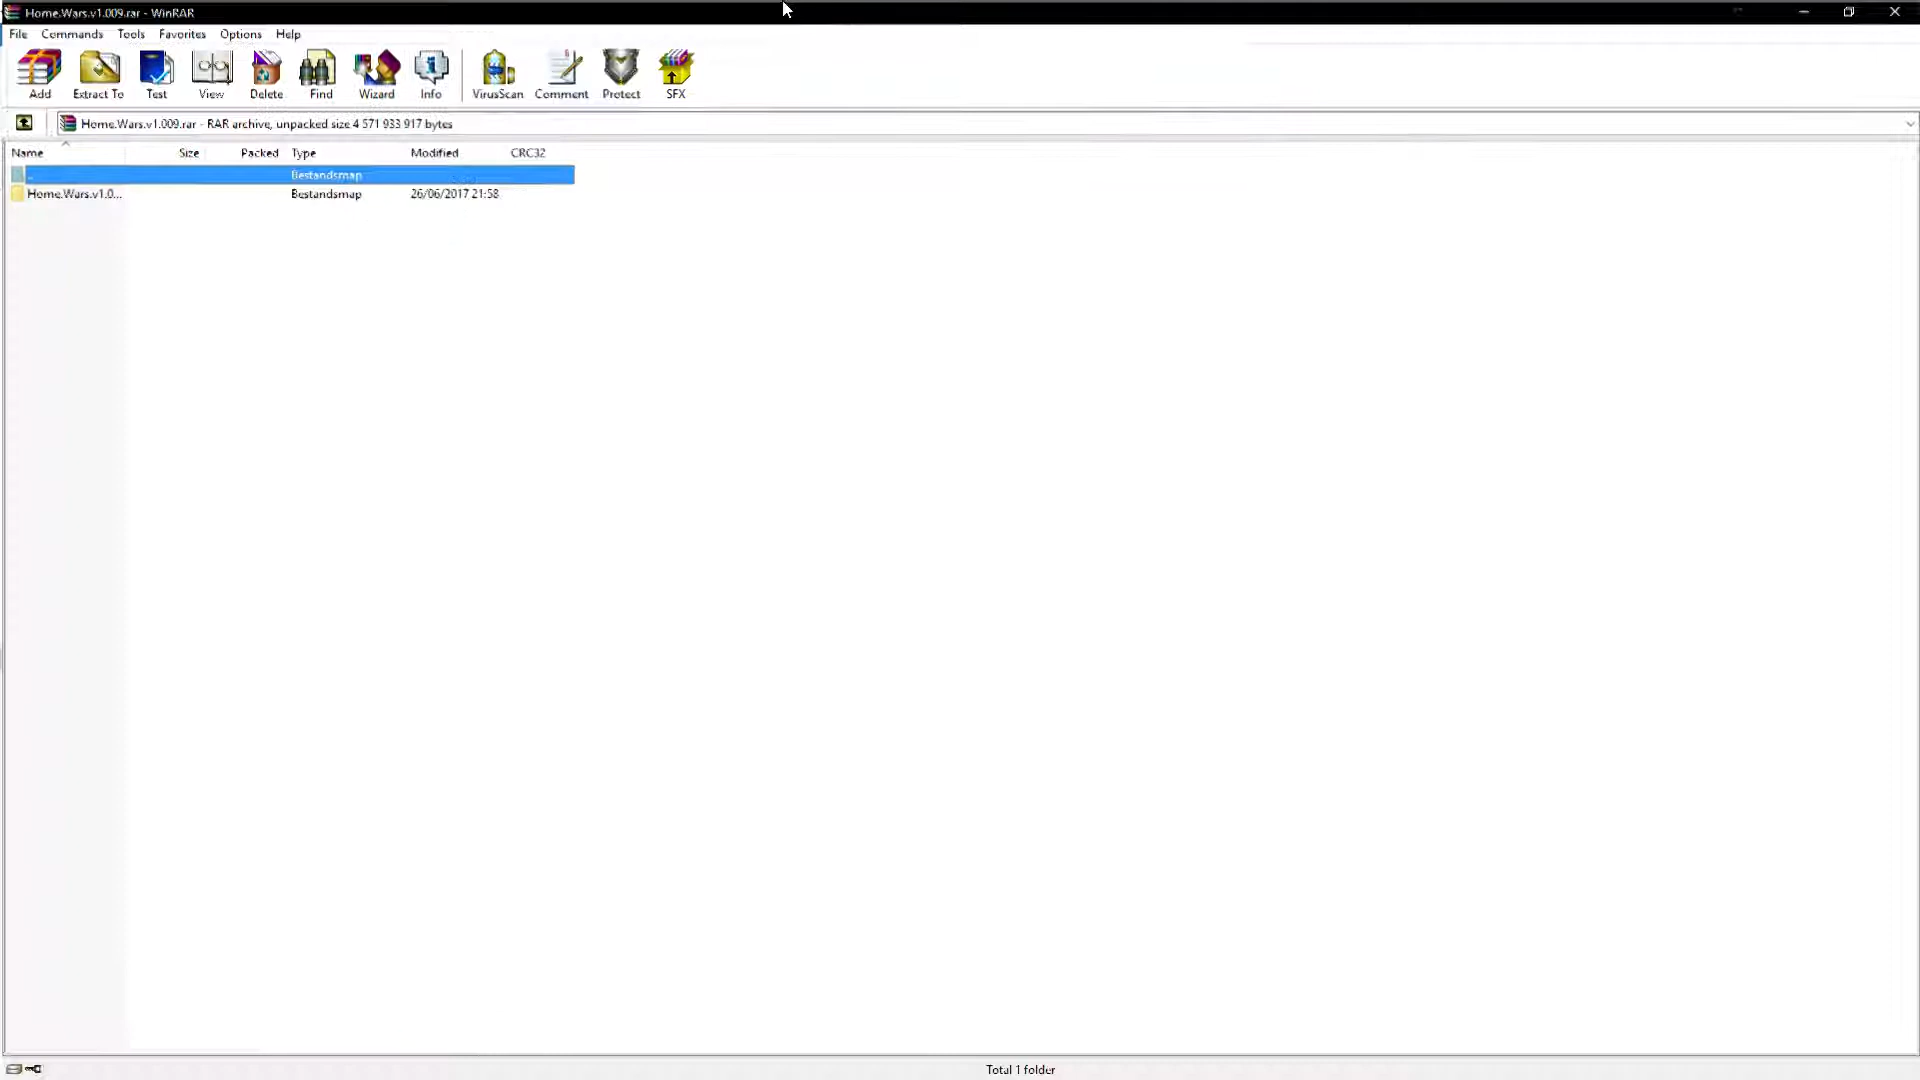 Home.Wars.v1.009.rar - WinRAR
File Commands Tools Favorites Options Help
Add Extract To Test View Delete Find Wizard Info VirusScan Comment Protect SFX
Home.Wars.v1.009.rar - RAR archive, unpacked size 4 571 933 917 bytes
Name Size Packed Type Modified CRC32
.. Bestandsmap
Home.Wars.v1.0... Bestandsmap 26/06/2017 21:58
Total 1 folder